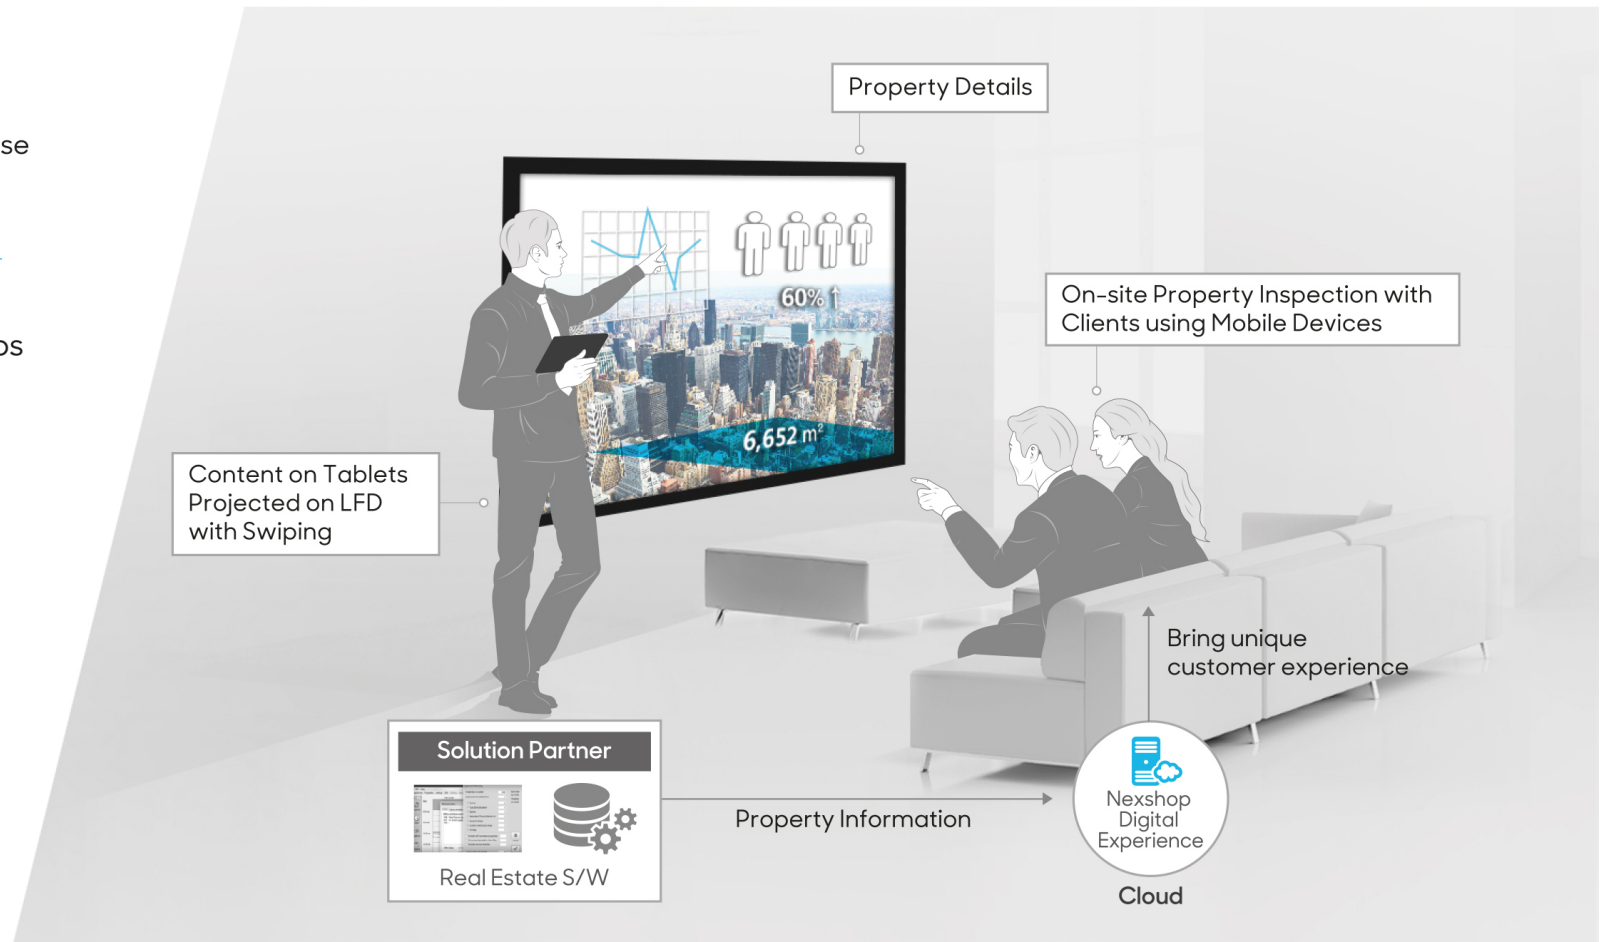 Property Details
se
60% ↑
On-site Property Inspection with
Clients using Mobile Devices
os
6,652 m²
Content on Tablets
Projected on LFD
with Swiping
Bring unique
customer experience
Solution Partner
Real Estate S/W
Property Information
Nexshop
Digital
Experience
Cloud